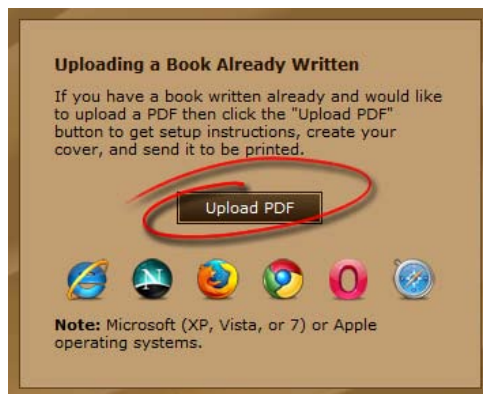 Uploading a Book Already Written
If you have a book written already and would like
to upload a PDF then click the "Upload PDF"
button to get setup instructions, create your
cover, and send it to be printed.
Upload PDF
N
Note: Microsoft (XP, Vista, or 7) or Apple
operating systems.